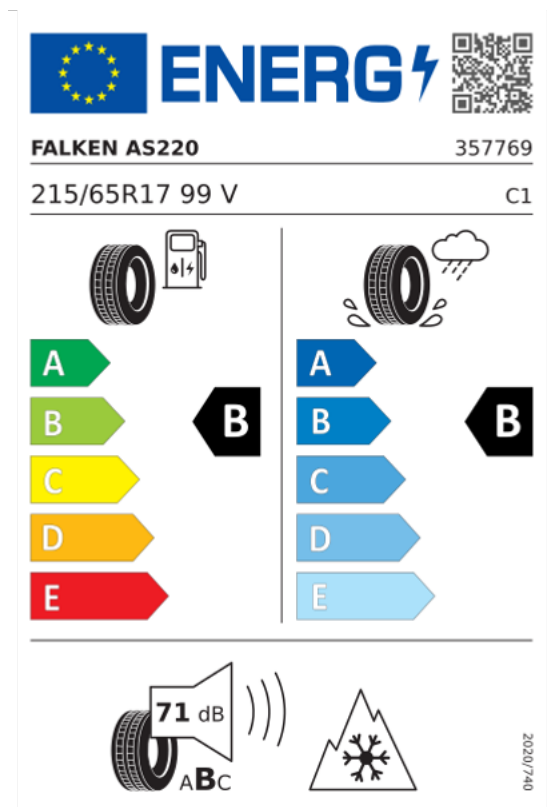 ENERG
FALKEN AS220 357769
215/65R17 99 V C1
A
B B
C
D
E
A
B B
C
D
E
71 dB
ABC
2020/740